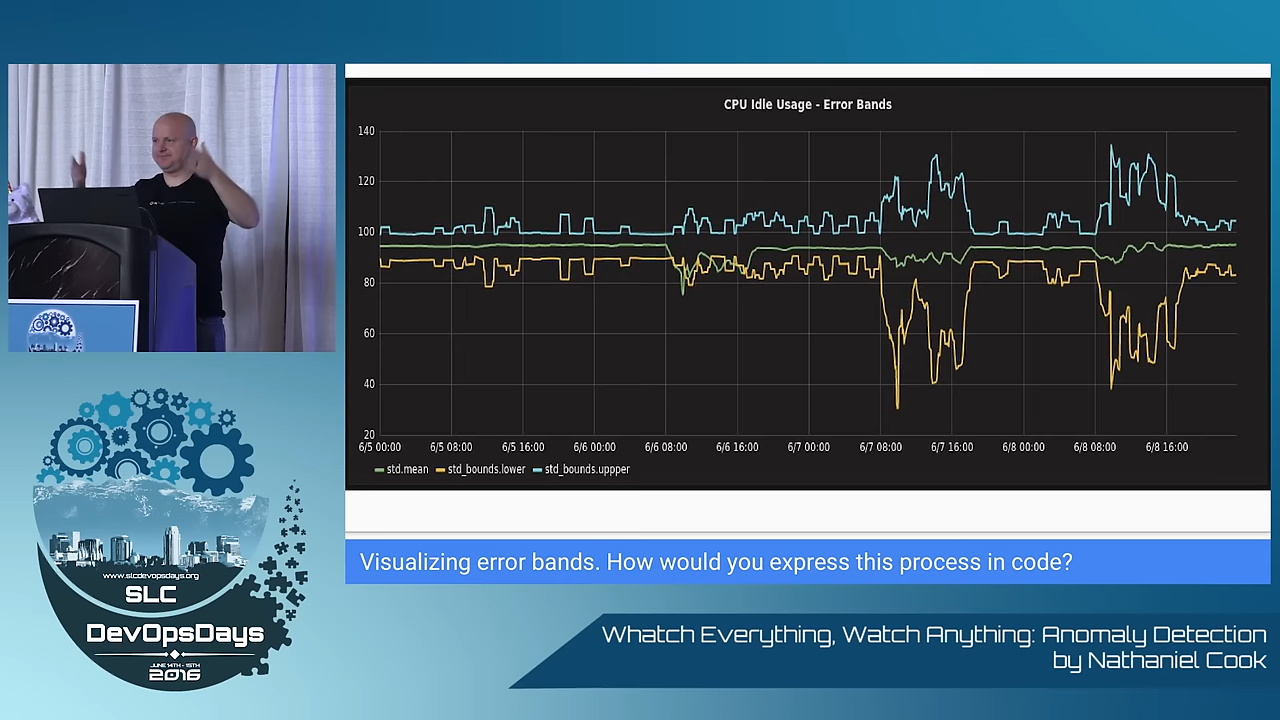 CPU Idle Usage - Error Bands
140
120
100
80
60
40
20
6/5 00:00 6/5 08:00 6/5 16:00 6/6 00:00 6/6 08:00 6/6 16:00 6/7 00:00 6/7 08:00 6/7 16:00 6/8 00:00 6/8 08:00 6/8 16:00
std.mean std_bounds.lower std_bounds.uppper
Visualizing error bands. How would you express this process in code?
www.slcdevopsdays.org
SLC
DevOpsDays
JUNE 14TH - 15TH
2016
Whatch Everything, Watch Anything: Anomaly Detection
by Nathaniel Cook